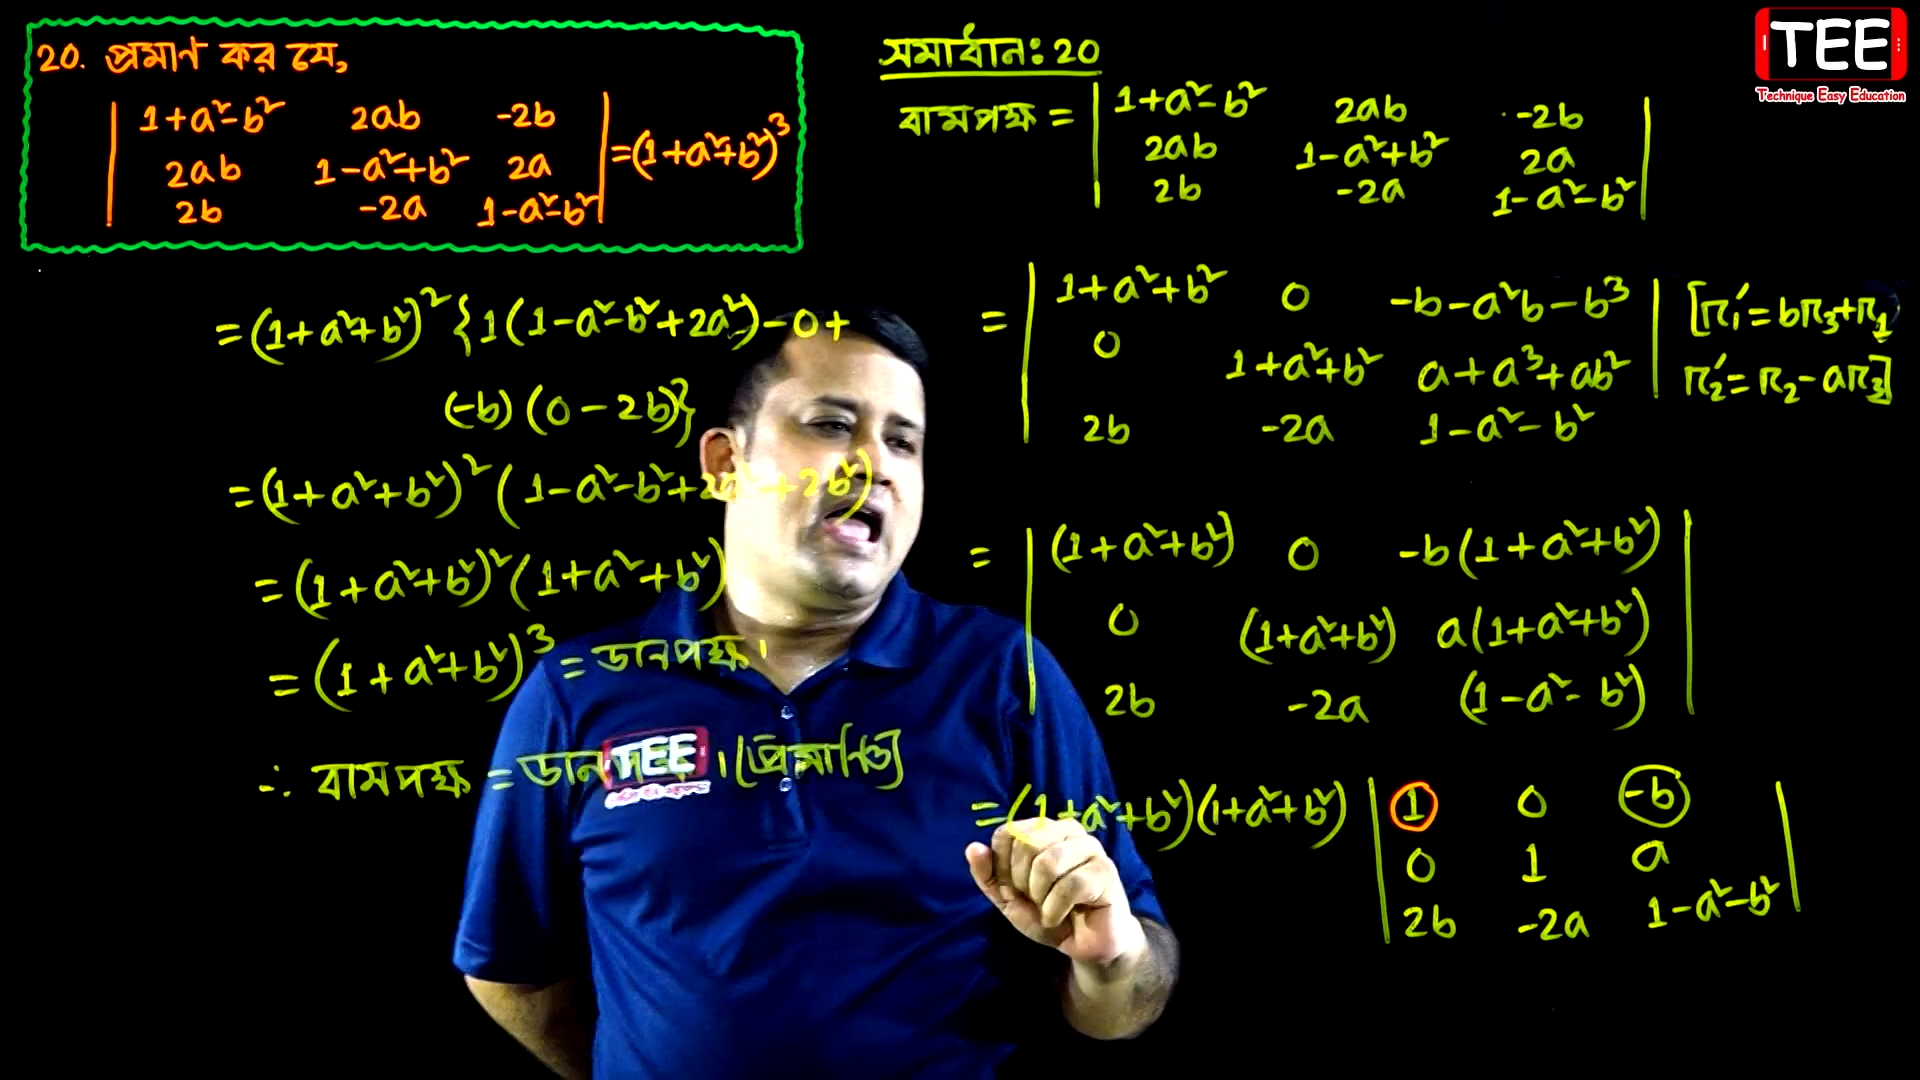 20. প্রমাণ কর যে,
| 1+a²-b² 2ab -2b |
| 2ab 1-a²+b² 2a | =(1+a²+b²)³
| 2b -2a 1-a²-b² |
সমাধান: 20
বামপক্ষ = | 1+a²-b² 2ab -2b |
| 2ab 1-a²+b² 2a |
| 2b -2a 1-a²-b² |
= | 1+a²+b² 0 -b-a²b-b³ | [r₁′=br₃+r₁
| 0 1+a²+b² a+a³+ab² | r₂′=r₂-ar₃]
| 2b -2a 1-a²-b² |
= | (1+a²+b²) 0 -b(1+a²+b²) |
| 0 (1+a²+b²) a(1+a²+b²) |
| 2b -2a (1-a²-b²) |
=(1+a²+b²)(1+a²+b²) | 1 0 -b |
| 0 1 a |
| 2b -2a 1-a²-b² |
=(1+a²+b²)²{1(1-a²-b²+2a²)-0+
(-b)(0-2b)}
=(1+a²+b²)²(1-a²-b²+2a²+2b²)
=(1+a²+b²)²(1+a²+b²)
=(1+a²+b²)³ = ডানপক্ষ।
∴ বামপক্ষ = ডানপক্ষ। (প্রমাণিত)
TEE
Technique Easy Education
TEE